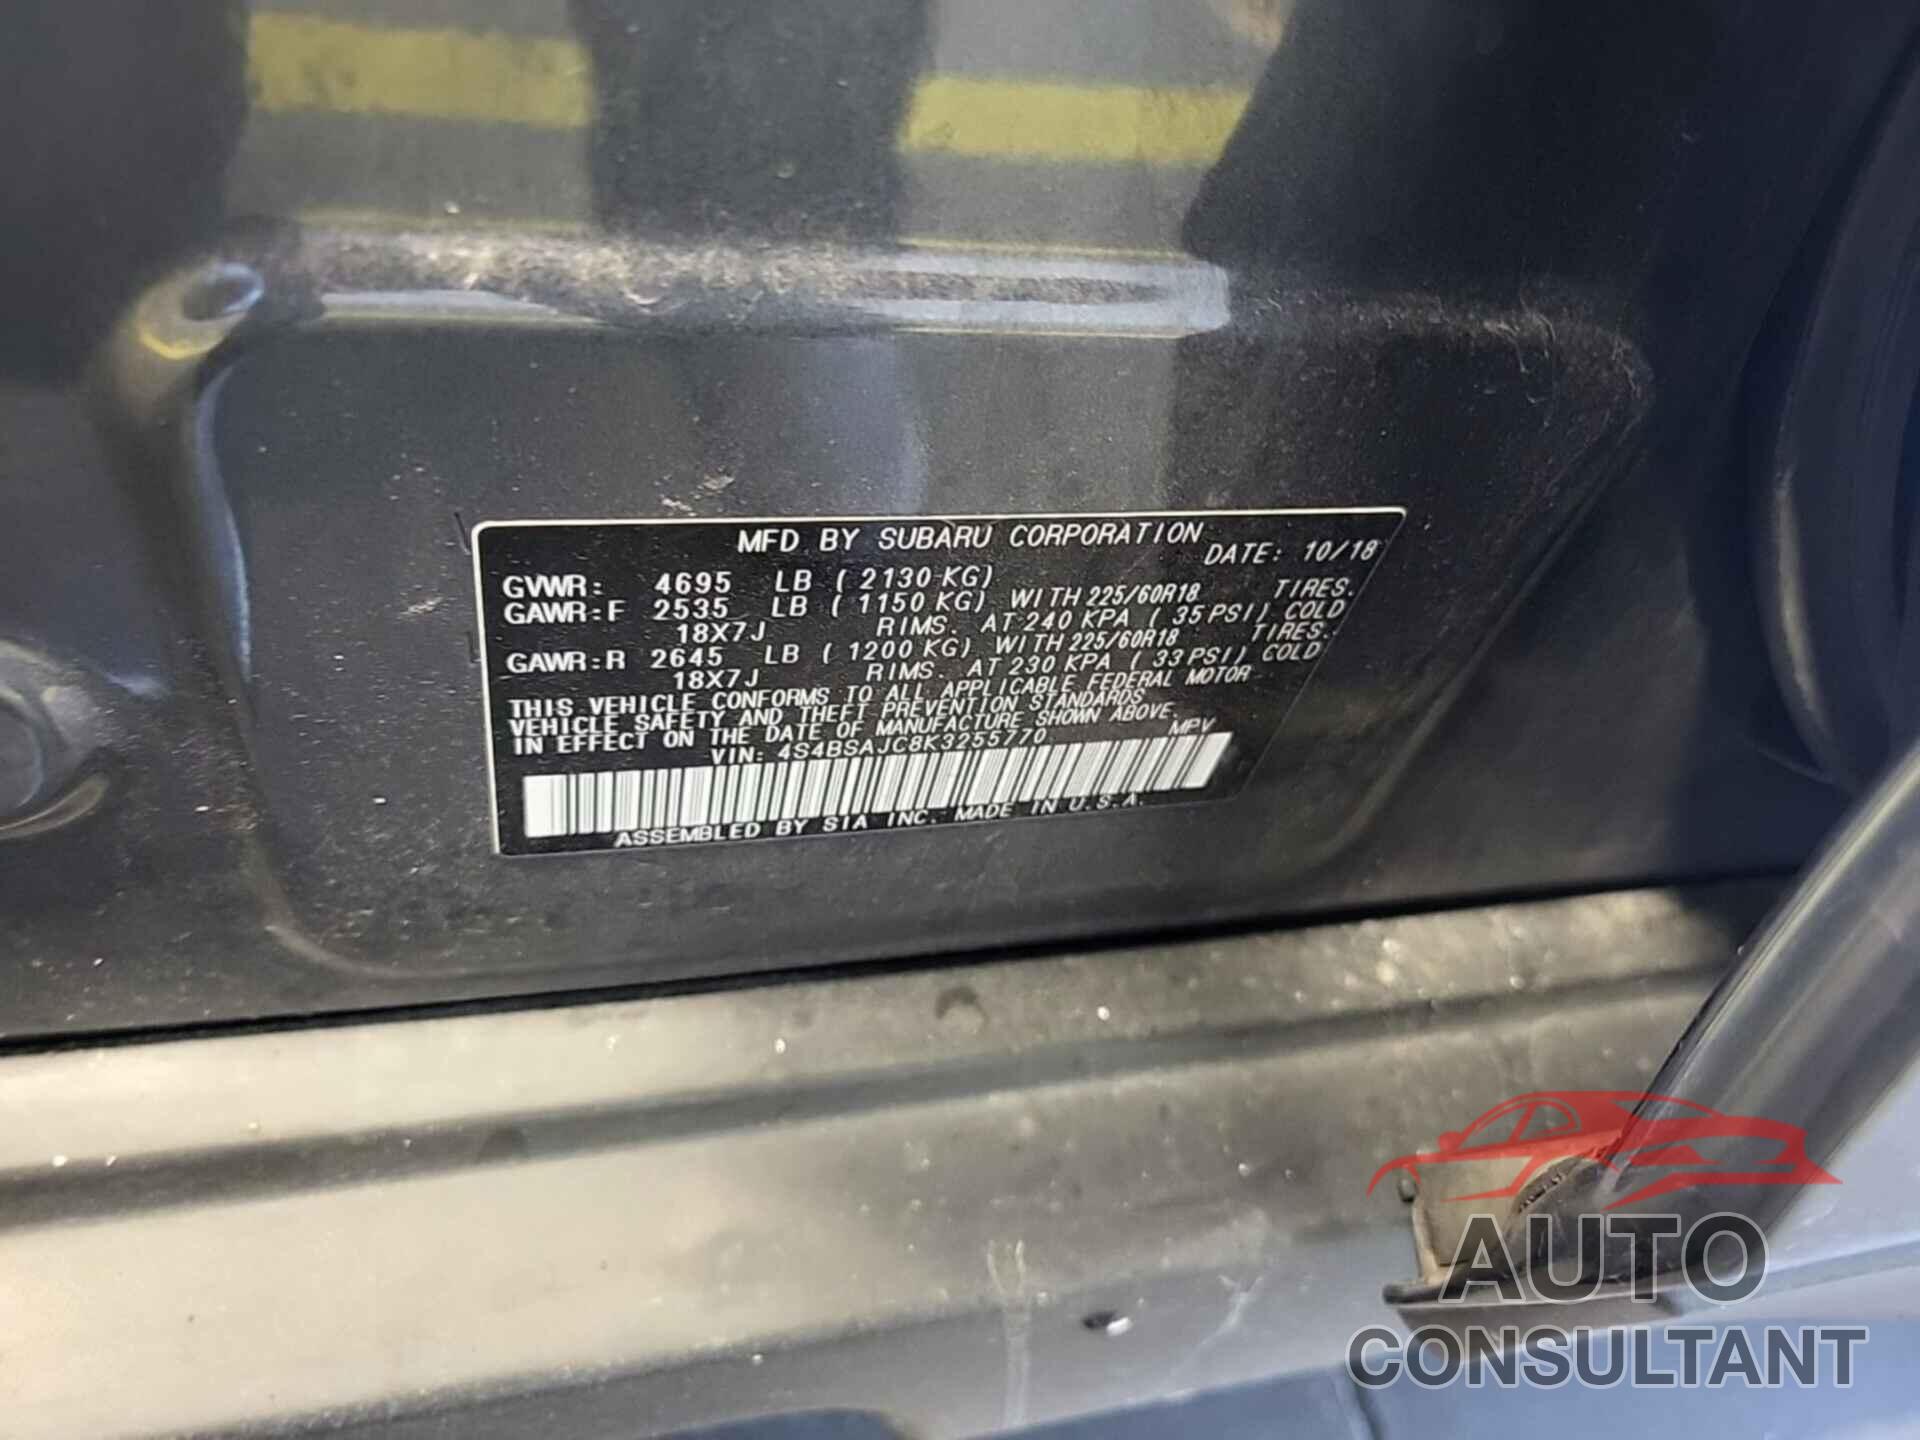 MFD BY SUBARU CORPORATION
DATE: 10/18
GVWR: 4695 LB ( 2130 KG)
GAWR:F 2535 LB ( 1150 KG) WITH 225/60R18 TIRES.
18X7J RIMS. AT 240 KPA ( 35 PSI) COLD
GAWR:R 2645 LB ( 1200 KG) WITH 225/60R18 TIRES.
18X7J RIMS. AT 230 KPA ( 33 PSI) COLD
THIS VEHICLE CONFORMS TO ALL APPLICABLE FEDERAL MOTOR
VEHICLE SAFETY AND THEFT PREVENTION STANDARDS
IN EFFECT ON THE DATE OF MANUFACTURE SHOWN ABOVE.
VIN: 4S4BSAJC8K3255770 MPV
ASSEMBLED BY SIA INC. MADE IN U.S.A.
AUTO
CONSULTANT